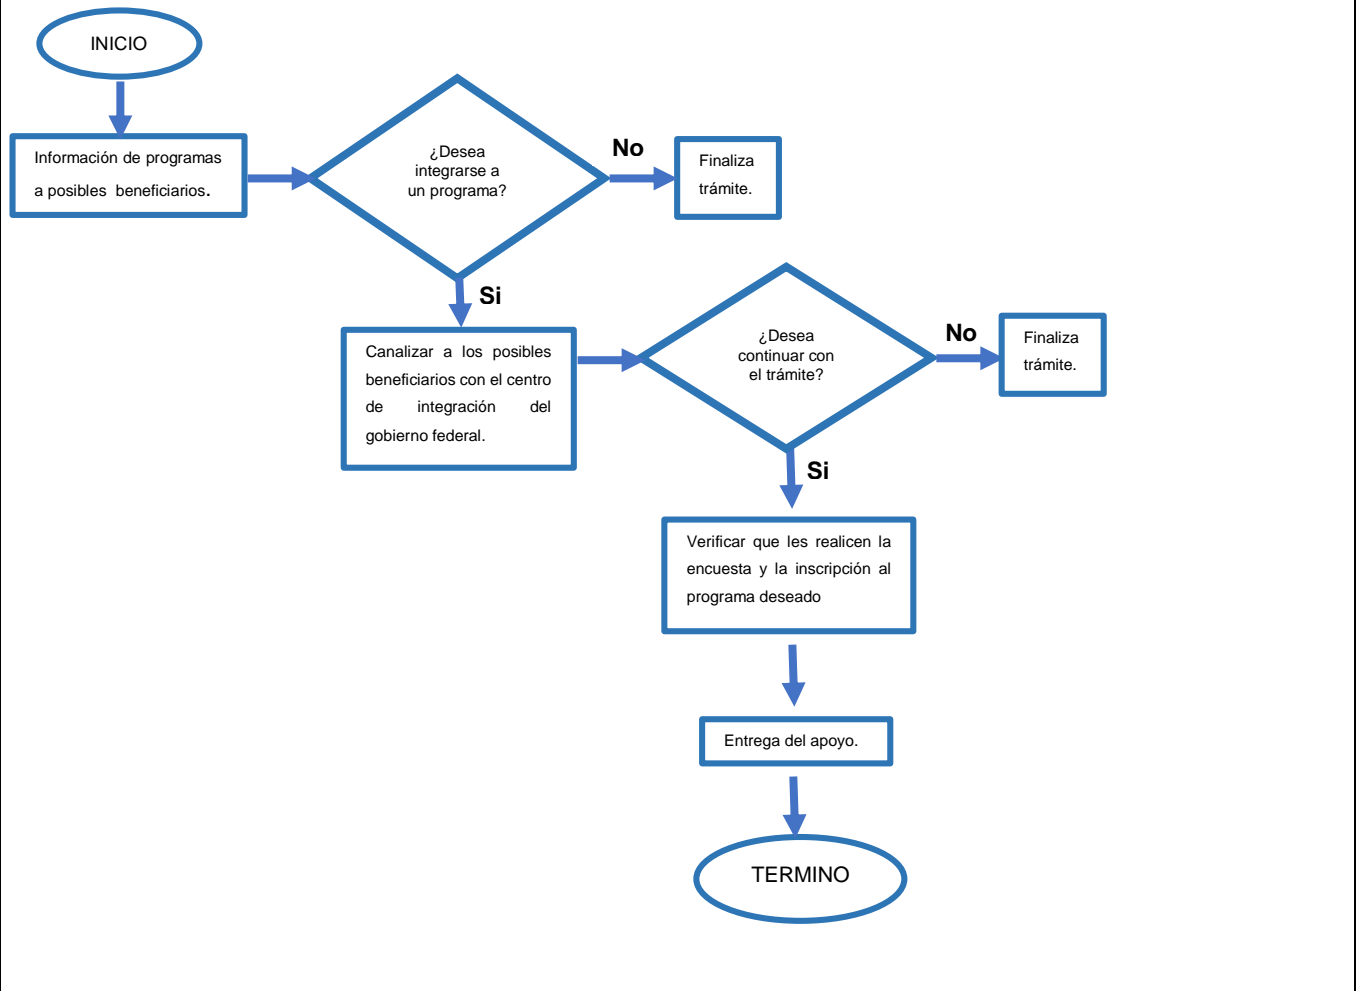 INICIO
Información de programas
a posibles beneficiarios.
¿Desea
integrarse a
un programa?
No
Finaliza
trámite.
Si
Canalizar a los posibles
beneficiarios con el centro
de integración del
gobierno federal.
¿Desea
continuar con
el trámite?
No
Finaliza
trámite.
Si
Verificar que les realicen la
encuesta y la inscripción al
programa deseado
Entrega del apoyo.
TERMINO